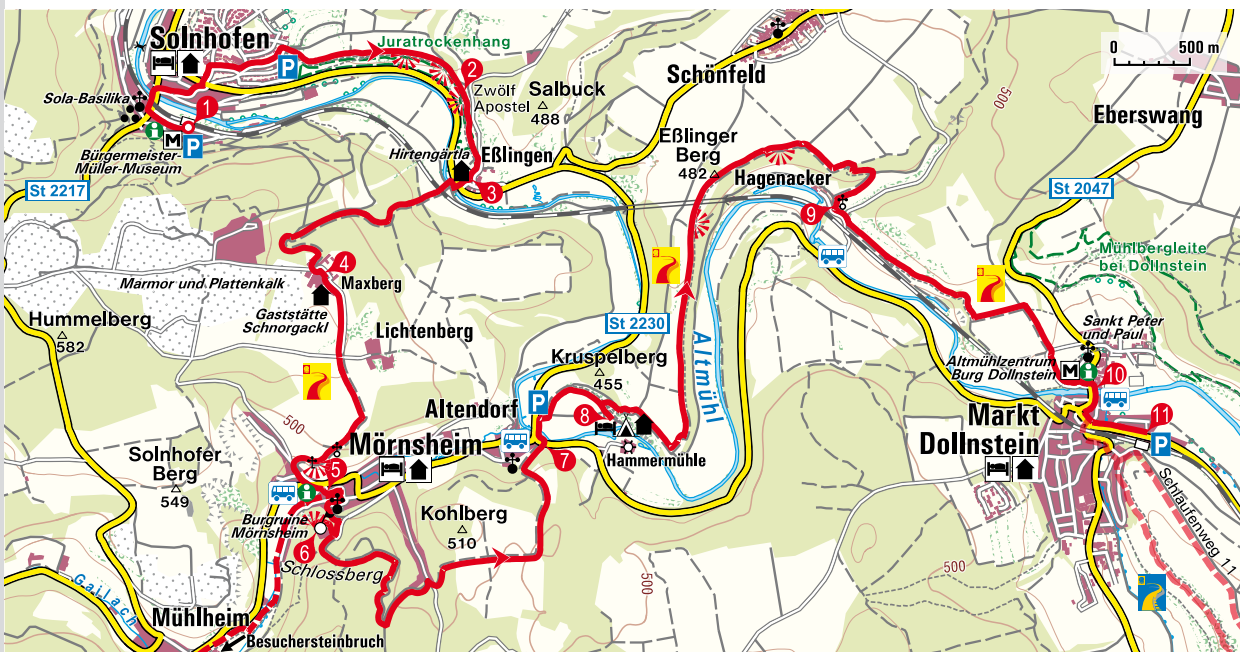 Solnhofen
Juratrockenhang
P
2
Zwölf
Apostel
Salbuck
488
Schönfeld
0 500 m
Eberswang
Sola-Basilika
1
i
M
P
Bürgermeister-
Müller-Museum
St 2217
Hirtengärtla
Eßlingen
3
Eßlinger
Berg
482
Hagenacker
9
500
St 2047
Mühlbergleite
bei Dollnstein
4
Maxberg
Marmor und Plattenkalk
Gaststätte
Schnorgackl
Lichtenberg
Hummelberg
582
St 2230
Altmühl
Kruspelberg
455
Sankt Peter
und Paul
Altmühlzentrum
Burg Dollnstein
M
i
10
11
P
Markt
Dollnstein
500
Altendorf
P
8
Hammermühle
7
Mörnsheim
5
Solnhofer
Berg
549
i
Burgruine
Mörnsheim
6
Schlossberg
Kohlberg
510
500
500
Schlaufenweg 11
Gailach
Mühlheim
Besuchersteinbruch